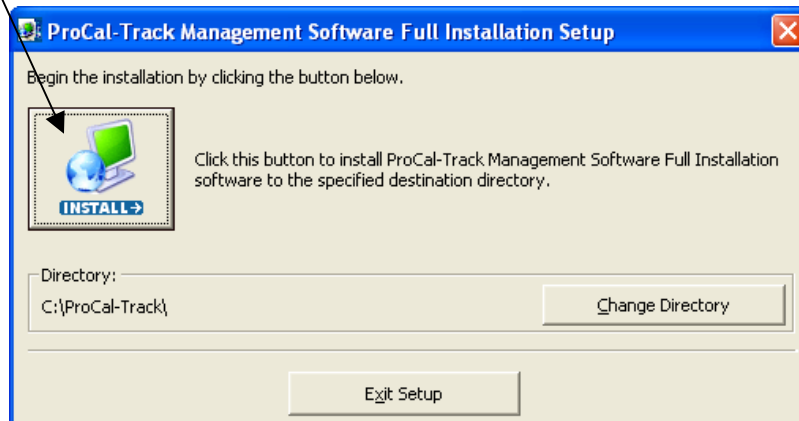 ProCal-Track Management Software Full Installation Setup
Begin the installation by clicking the button below.
Click this button to install ProCal-Track Management Software Full Installation
software to the specified destination directory.
INSTALL
Directory:
C:\ProCal-Track\
Change Directory
Exit Setup